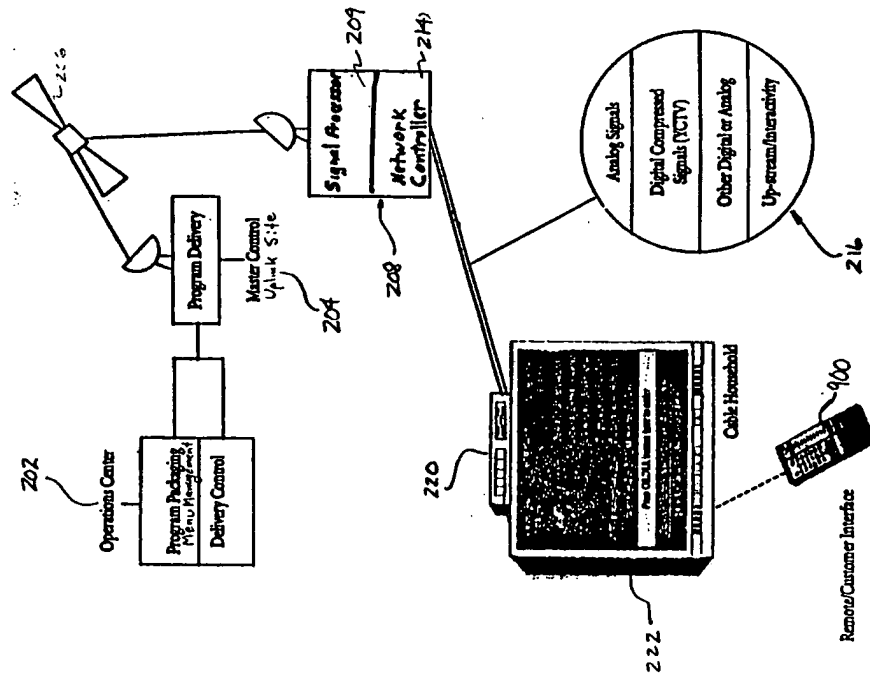 202
Operations Center
Program Packaging
Menu Management
Delivery Control
Program Delivery
Master Control
Uplink Site
204
206
Signal Processor
209
Network
Controller
214
208
Analog Signals
Digital Compressed
Signals (YCTV)
Other Digital or Analog
Up-stream/Interactivity
216
220
222
Cable Household
900
Remote/Customer Interface